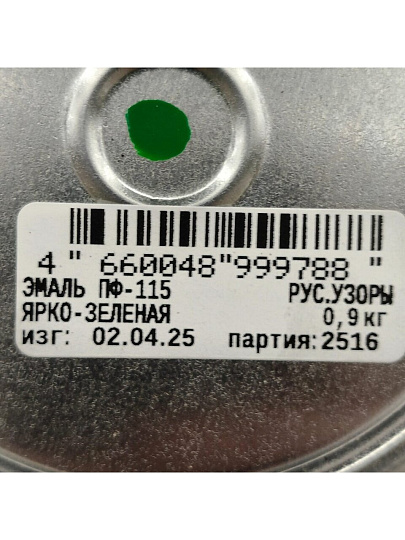 4 " 660048"999788 "
ЭМАЛЬ ПФ-115 РУС.УЗОРЫ
ЯРКО-ЗЕЛЕНАЯ 0,9 кг
изг: 02.04.25 партия: 2516